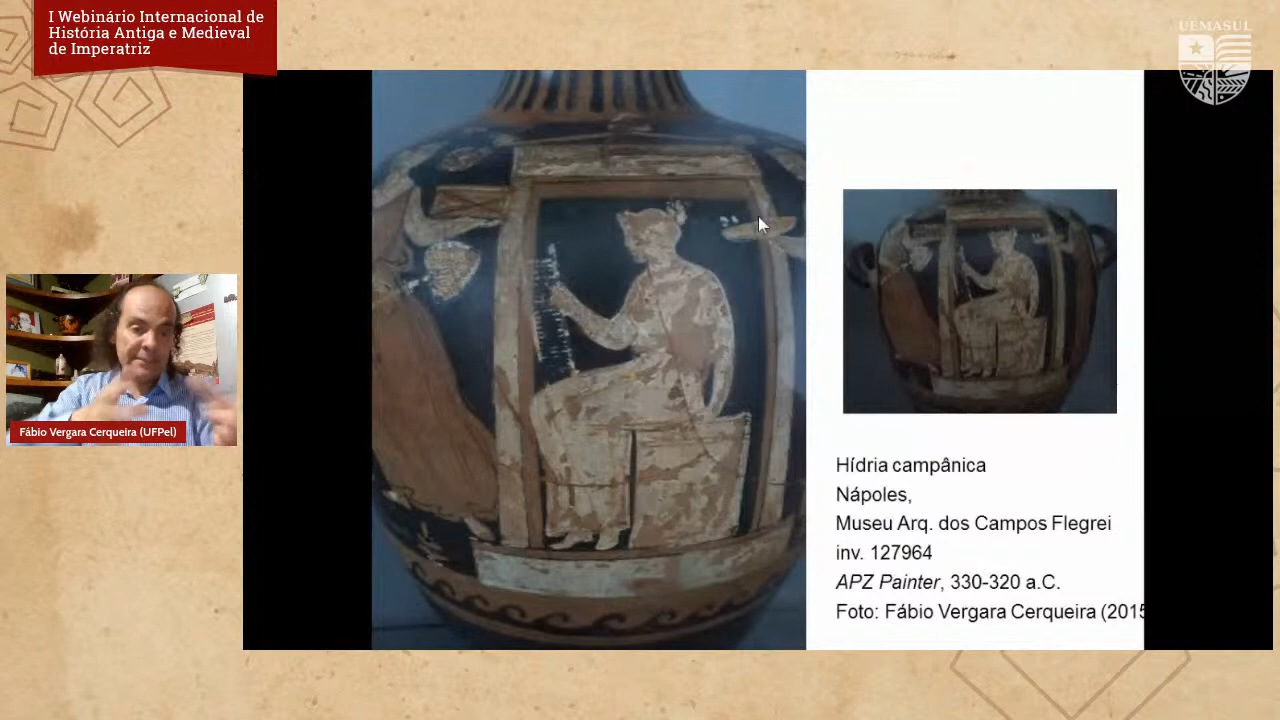 I Webinário Internacional de
História Antiga e Medieval
de Imperatriz
UEMASUL
Fábio Vergara Cerqueira (UFPel)
Hídria campânica
Nápoles,
Museu Arq. dos Campos Flegrei
inv. 127964
APZ Painter, 330-320 a.C.
Foto: Fábio Vergara Cerqueira (2015